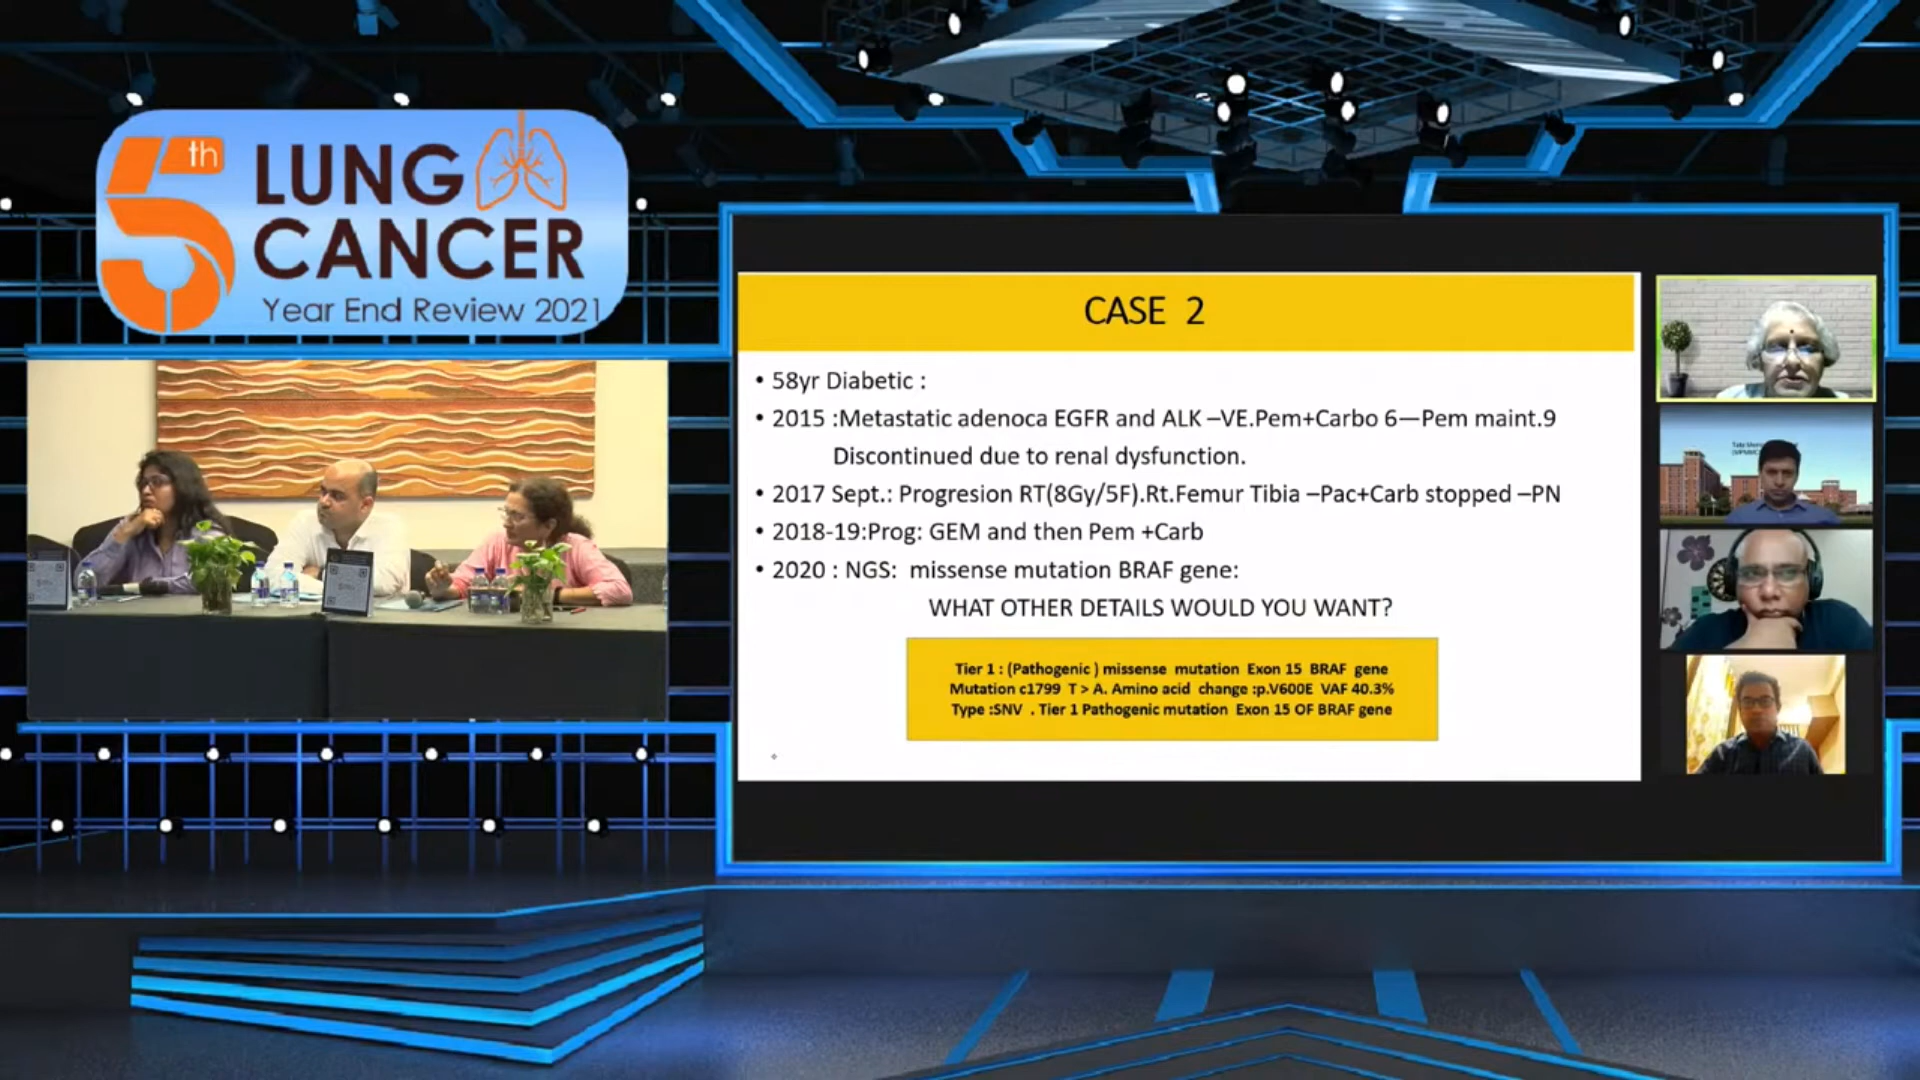 5th
LUNG
CANCER
Year End Review 2021
CASE 2
• 58yr Diabetic :
• 2015 :Metastatic adenoca EGFR and ALK –VE.Pem+Carbo 6—Pem maint.9
Discontinued due to renal dysfunction.
• 2017 Sept.: Progresion RT(8Gy/5F).Rt.Femur Tibia –Pac+Carb stopped –PN
• 2018-19:Prog: GEM and then Pem +Carb
• 2020 : NGS: missense mutation BRAF gene:
WHAT OTHER DETAILS WOULD YOU WANT?
Tier 1 : (Pathogenic ) missense mutation Exon 15 BRAF gene
Mutation c1799 T > A. Amino acid change :p.V600E VAF 40.3%
Type :SNV . Tier 1 Pathogenic mutation Exon 15 OF BRAF gene